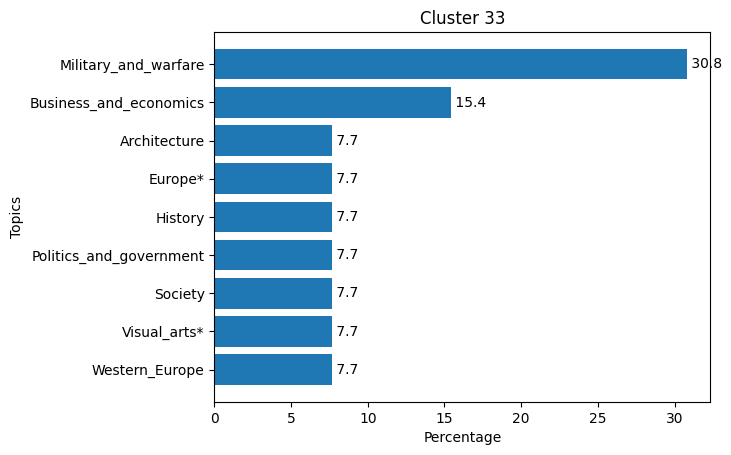 Cluster 33
Topics
Military_and_warfare 30.8
Business_and_economics 15.4
Architecture 7.7
Europe* 7.7
History 7.7
Politics_and_government 7.7
Society 7.7
Visual_arts* 7.7
Western_Europe 7.7
0 5 10 15 20 25 30
Percentage